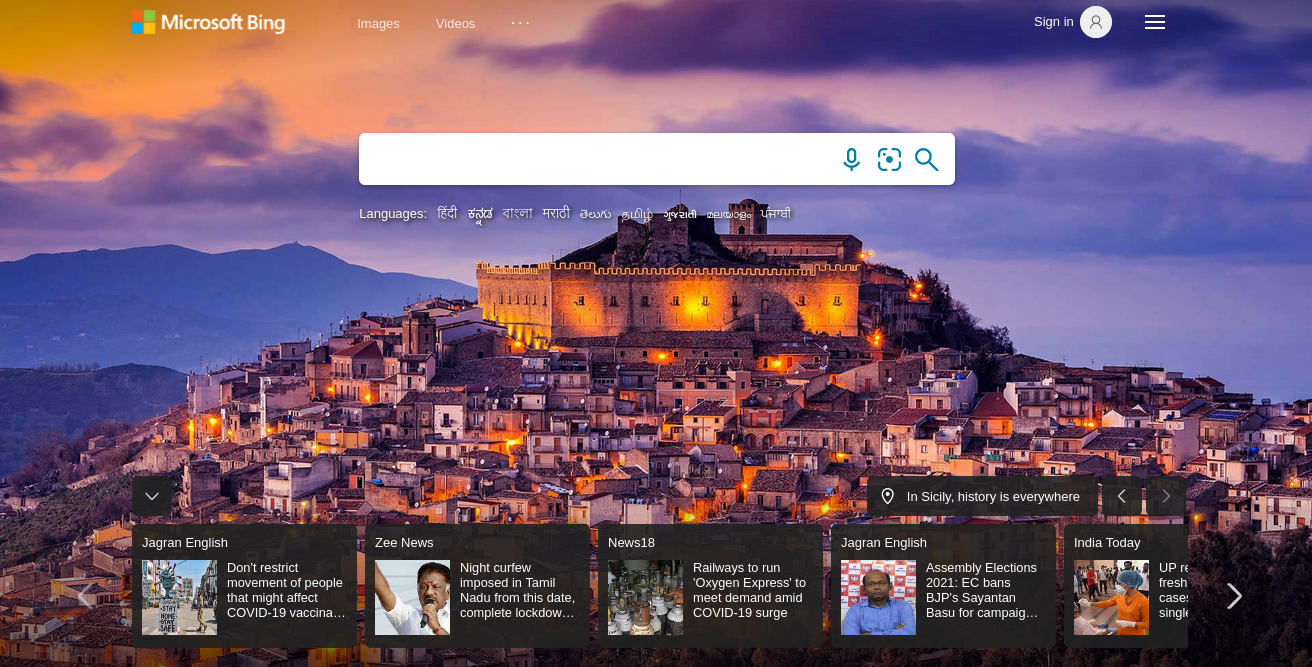 Microsoft Bing
Images Videos ...
Sign in
Languages: हिंदी ಕನ್ನಡ বাংলা मराठी తెలుగు தமிழ் ગુજરાતી മലയാളം ਪੰਜਾਬੀ
In Sicily, history is everywhere
Jagran English
Don't restrict
movement of people
that might affect
COVID-19 vaccina...
STAY
HOME
STAY
SAFE
Zee News
Night curfew
imposed in Tamil
Nadu from this date,
complete lockdow...
News18
Railways to run
'Oxygen Express' to
meet demand amid
COVID-19 surge
Jagran English
Assembly Elections
2021: EC bans
BJP's Sayantan
Basu for campaig...
India Today
UP re
fresh
cases
single